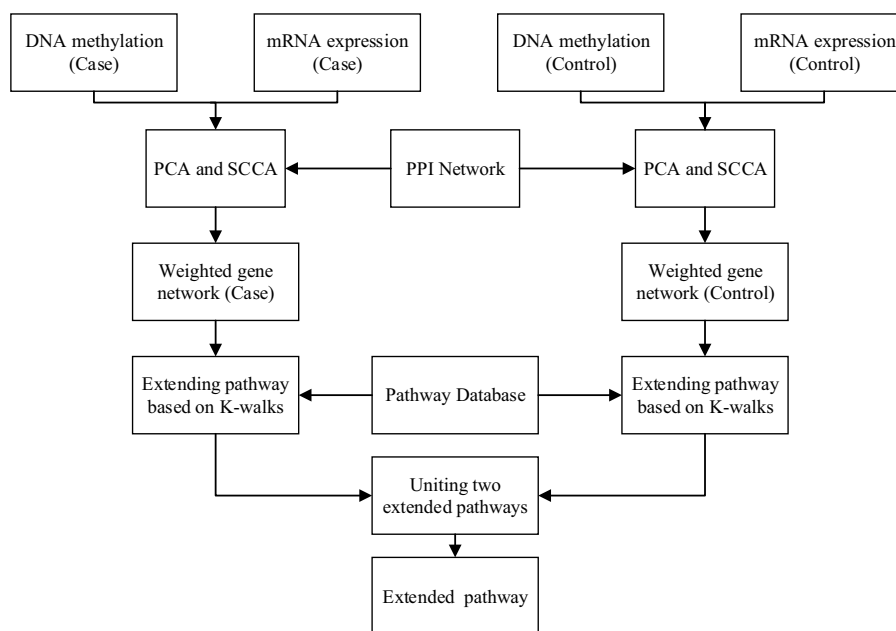 DNA methylation
(Case)
mRNA expression
(Case)
DNA methylation
(Control)
mRNA expression
(Control)
PCA and SCCA
PPI Network
PCA and SCCA
Weighted gene
network (Case)
Weighted gene
network (Control)
Extending pathway
based on K-walks
Pathway Database
Extending pathway
based on K-walks
Uniting two
extended pathways
Extended pathway